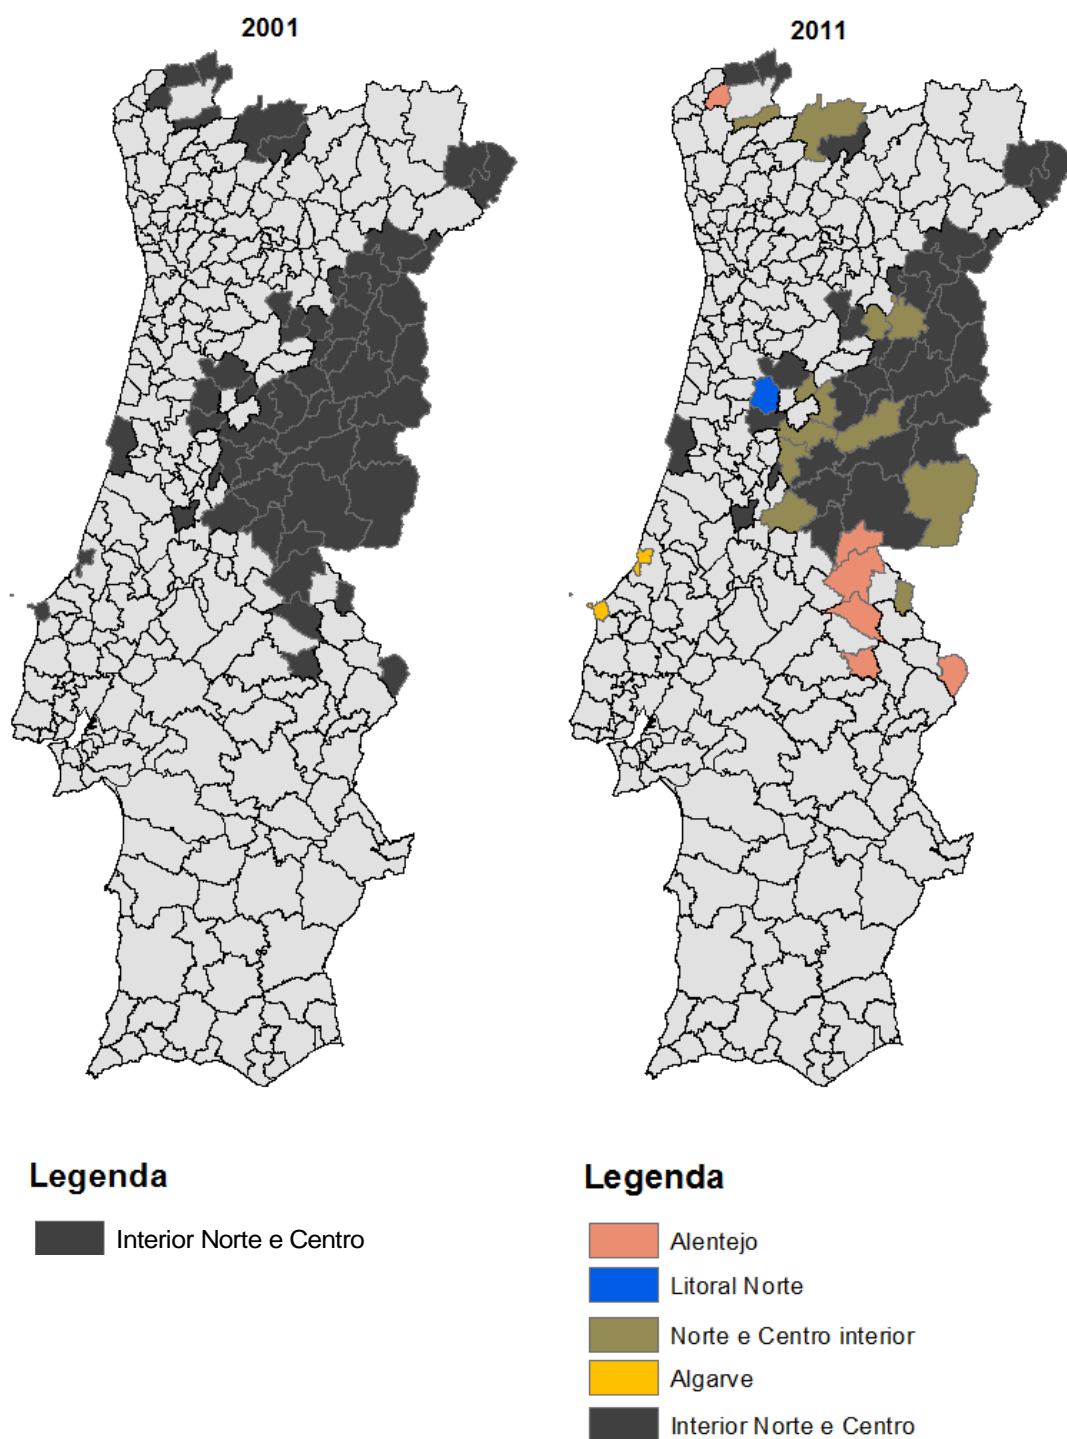 2001
2011
Legenda
Interior Norte e Centro
Legenda
Alentejo
Litoral Norte
Norte e Centro interior
Algarve
Interior Norte e Centro